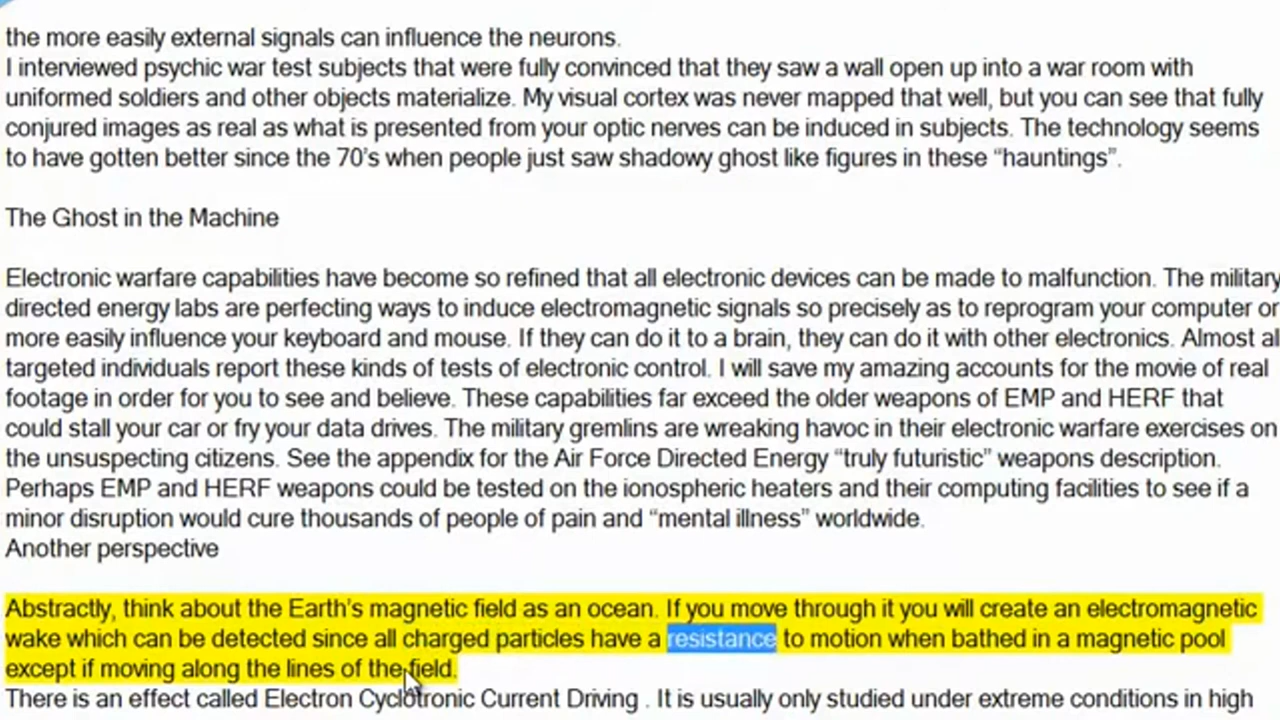 the more easily external signals can influence the neurons.
I interviewed psychic war test subjects that were fully convinced that they saw a wall open up into a war room with
uniformed soldiers and other objects materialize. My visual cortex was never mapped that well, but you can see that fully
conjured images as real as what is presented from your optic nerves can be induced in subjects. The technology seems
to have gotten better since the 70’s when people just saw shadowy ghost like figures in these “hauntings”.
The Ghost in the Machine
Electronic warfare capabilities have become so refined that all electronic devices can be made to malfunction. The military
directed energy labs are perfecting ways to induce electromagnetic signals so precisely as to reprogram your computer or
more easily influence your keyboard and mouse. If they can do it to a brain, they can do it with other electronics. Almost al
targeted individuals report these kinds of tests of electronic control. I will save my amazing accounts for the movie of real
footage in order for you to see and believe. These capabilities far exceed the older weapons of EMP and HERF that
could stall your car or fry your data drives. The military gremlins are wreaking havoc in their electronic warfare exercises on
the unsuspecting citizens. See the appendix for the Air Force Directed Energy “truly futuristic” weapons description.
Perhaps EMP and HERF weapons could be tested on the ionospheric heaters and their computing facilities to see if a
minor disruption would cure thousands of people of pain and “mental illness” worldwide.
Another perspective
Abstractly, think about the Earth’s magnetic field as an ocean. If you move through it you will create an electromagnetic
wake which can be detected since all charged particles have a resistance to motion when bathed in a magnetic pool
except if moving along the lines of the field.
There is an effect called Electron Cyclotronic Current Driving . It is usually only studied under extreme conditions in high